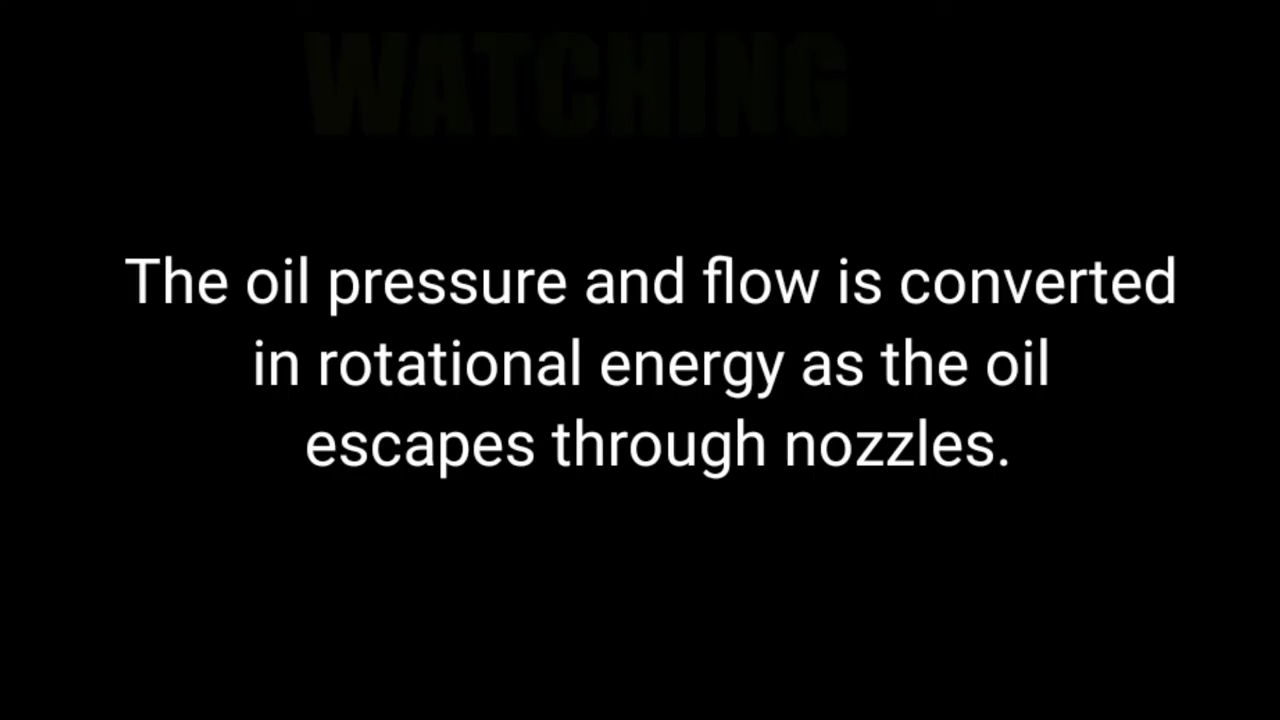 WATCHING
The oil pressure and flow is converted
in rotational energy as the oil
escapes through nozzles.